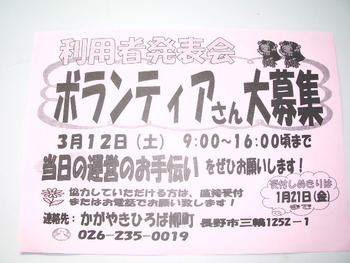 利用者発表会
ボランティアさん大募集
3月12日（土） 9:00～16:00頃まで
当日の運営のお手伝いをぜひお願いします！
協力していただける方は、直接受付
またはお電話でお願い致します！
受付しめきりは
1月21日(金)
まで
連絡先：かがやきひろば柳町 長野市三輪1252－1
026-235-0019